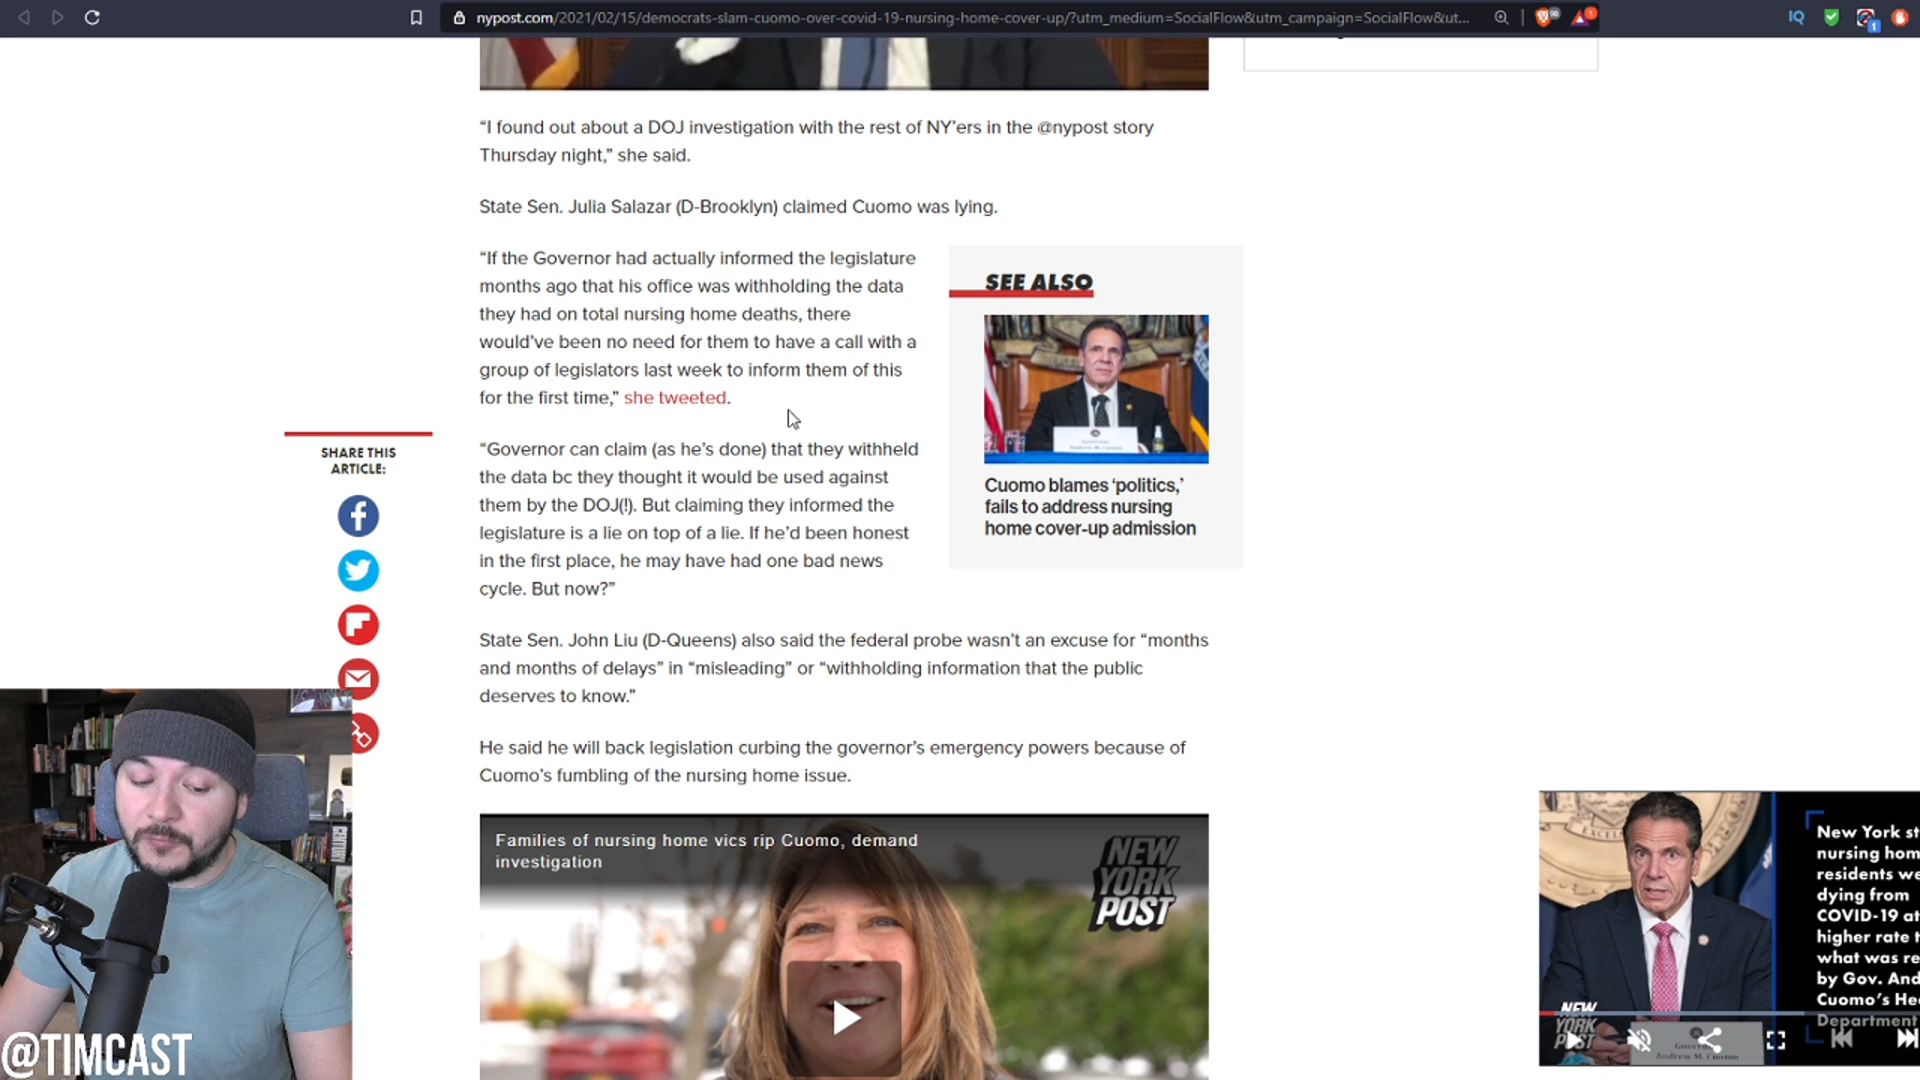 nypost.com/2021/02/15/democrats-slam-cuomo-over-covid-19-nursing-home-cover-up/?utm_medium=SocialFlow&utm_campaign=SocialFlow&ut...
IQ
1
“I found out about a DOJ investigation with the rest of NY’ers in the @nypost story
Thursday night,” she said.
State Sen. Julia Salazar (D-Brooklyn) claimed Cuomo was lying.
“If the Governor had actually informed the legislature
months ago that his office was withholding the data
they had on total nursing home deaths, there
would’ve been no need for them to have a call with a
group of legislators last week to inform them of this
for the first time,” she tweeted.
SEE ALSO
Cuomo blames ‘politics,’
fails to address nursing
home cover-up admission
“Governor can claim (as he’s done) that they withheld
the data bc they thought it would be used against
them by the DOJ(!). But claiming they informed the
legislature is a lie on top of a lie. If he’d been honest
in the first place, he may have had one bad news
cycle. But now?”
SHARE THIS
ARTICLE:
State Sen. John Liu (D-Queens) also said the federal probe wasn’t an excuse for “months
and months of delays” in “misleading” or “withholding information that the public
deserves to know.”
He said he will back legislation curbing the governor’s emergency powers because of
Cuomo’s fumbling of the nursing home issue.
Families of nursing home vics rip Cuomo, demand
investigation
NEW
YORK
POST
New York st
nursing hom
residents we
dying from
COVID-19 at
higher rate t
what was re
by Gov. And
Cuomo’s He
Department
NEW
YORK
POST
Andrew M. Cuomo
@TIMCAST